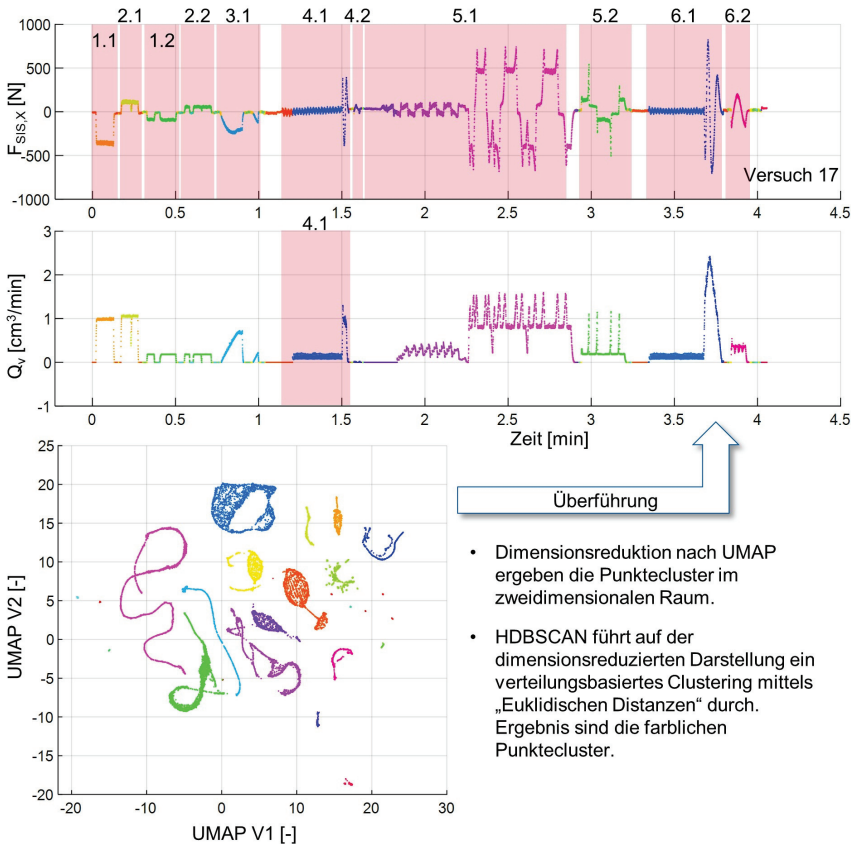 2.1 2.2 3.1 4.1 4.2 5.1 5.2 6.1 6.2
1.1 1.2
1000
500
0
-500
-1000
F_SIS,X [N]
Versuch 17
0 0.5 1 1.5 2 2.5 3 3.5 4 4.5
4.1
3
2
1
0
-1
Q_v [cm³/min]
0 0.5 1 1.5 2 2.5 3 3.5 4 4.5
Zeit [min]
25
20
15
10
5
0
-5
-10
-15
-20
UMAP V2 [-]
-20 -10 0 10 20 30
UMAP V1 [-]
Überführung
• Dimensionsreduktion nach UMAP
ergeben die Punktecluster im
zweidimensionalen Raum.
• HDBSCAN führt auf der
dimensionsreduzierten Darstellung ein
verteilungsbasiertes Clustering mittels
„Euklidischen Distanzen“ durch.
Ergebnis sind die farblichen
Punktecluster.